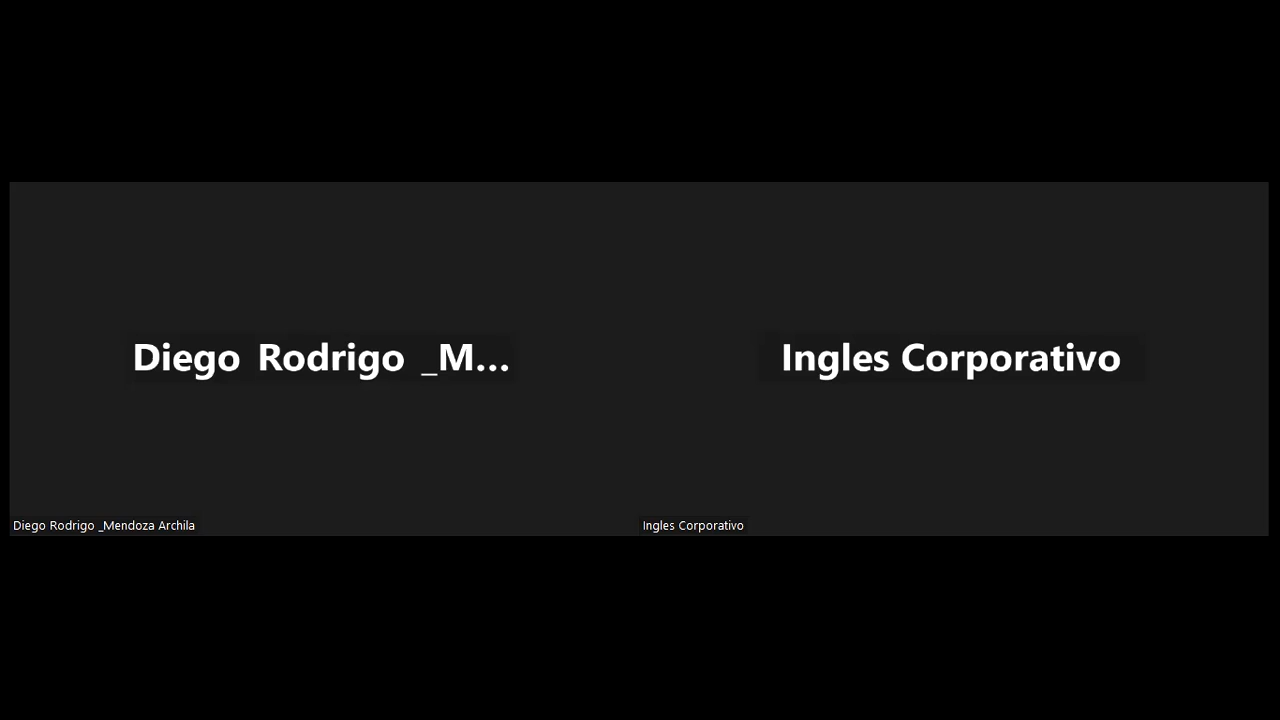 Diego Rodrigo _M...
Ingles Corporativo
Diego Rodrigo _Mendoza Archila
Ingles Corporativo